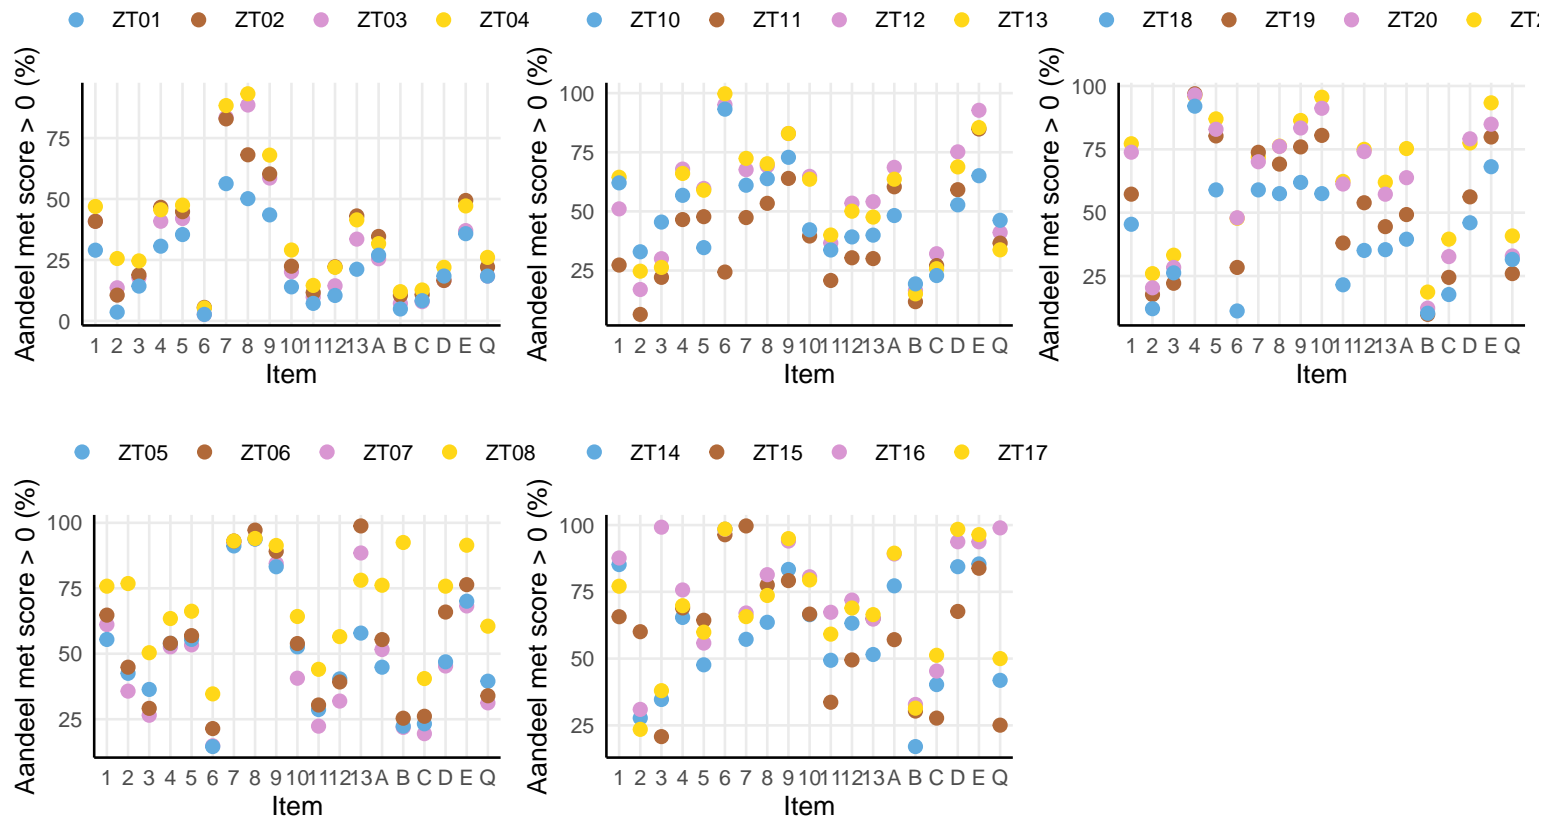 ZT01 ZT02 ZT03 ZT04
Aandeel met score > 0 (%)
75
50
25
0
1 2 3 4 5 6 7 8 9 10 11 12 13 A B C D E Q
Item
ZT10 ZT11 ZT12 ZT13
Aandeel met score > 0 (%)
100
75
50
25
1 2 3 4 5 6 7 8 9 10 11 12 13 A B C D E Q
Item
ZT18 ZT19 ZT20
Aandeel met score > 0 (%)
100
75
50
25
1 2 3 4 5 6 7 8 9 10 11 12 13 A B C D E Q
Item
ZT05 ZT06 ZT07 ZT08
Aandeel met score > 0 (%)
100
75
50
25
1 2 3 4 5 6 7 8 9 10 11 12 13 A B C D E Q
Item
ZT14 ZT15 ZT16 ZT17
Aandeel met score > 0 (%)
100
75
50
25
1 2 3 4 5 6 7 8 9 10 11 12 13 A B C D E Q
Item